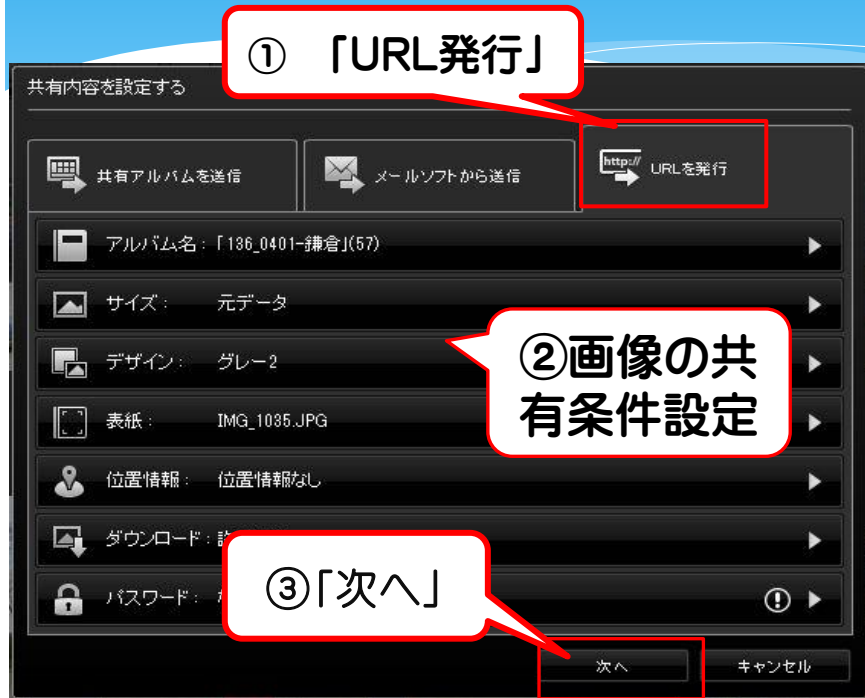 ① 「URL発行」
共有内容を設定する
共有アルバムを送信
メールソフトから送信
http://
URLを発行
アルバム名：「136_0401-鎌倉」(57)
サイズ： 元データ
デザイン： グレー2
②画像の共
有条件設定
表紙： IMG_1035.JPG
位置情報： 位置情報なし
ダウンロード：
パスワード：
③「次へ」
次へ
キャンセル